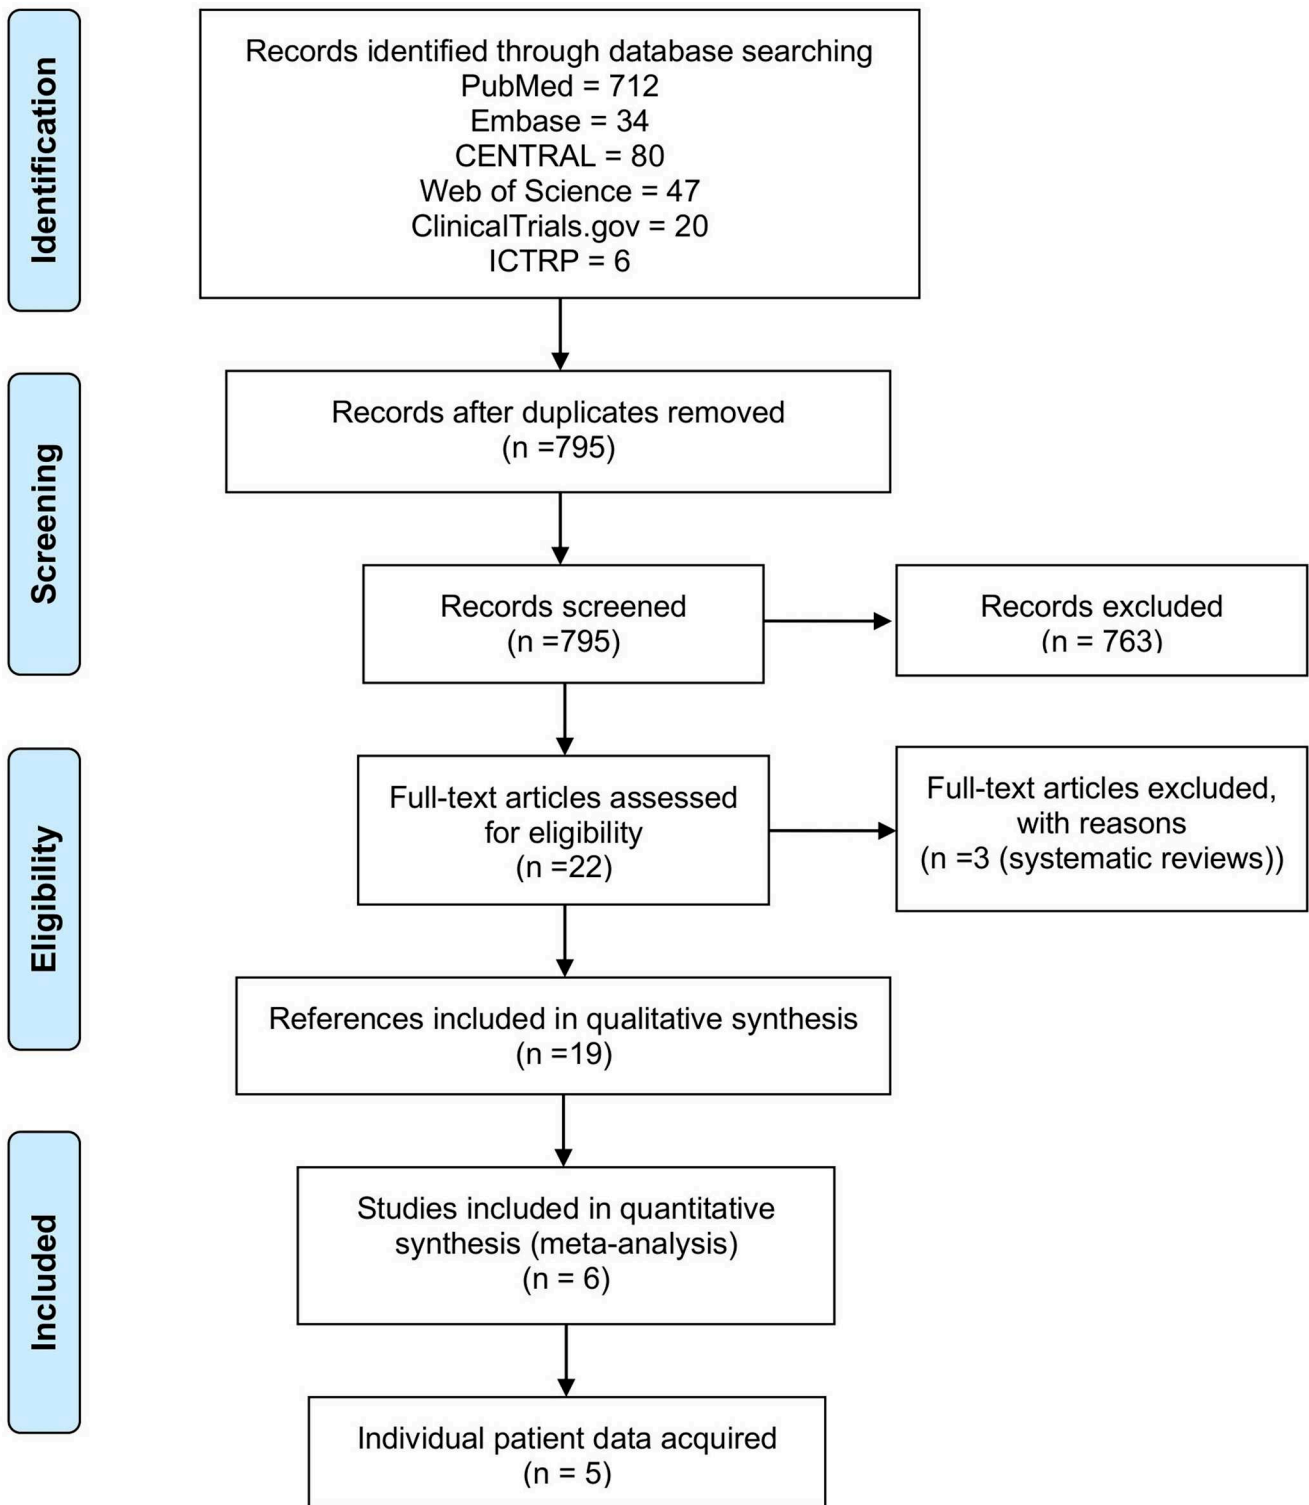 Identification
Records identified through database searching
PubMed = 712
Embase = 34
CENTRAL = 80
Web of Science = 47
ClinicalTrials.gov = 20
ICTRP = 6
Screening
Records after duplicates removed
(n =795)
Records screened
(n =795)
Records excluded
(n = 763)
Eligibility
Full-text articles assessed
for eligibility
(n =22)
Full-text articles excluded,
with reasons
(n =3 (systematic reviews))
References included in qualitative synthesis
(n =19)
Included
Studies included in quantitative
synthesis (meta-analysis)
(n = 6)
Individual patient data acquired
(n = 5)